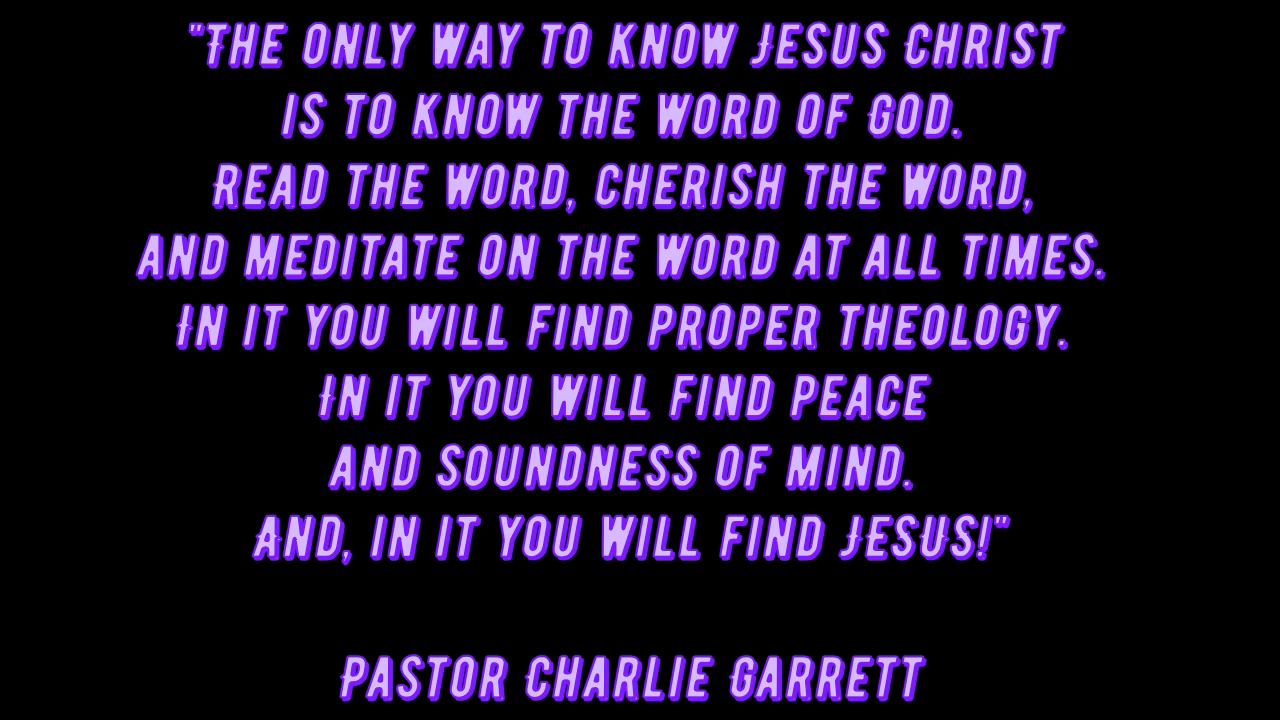 "The only way to know Jesus Christ
is to know the word of God.
Read the word, cherish the word,
and meditate on the word at all times.
In it you will find proper theology.
In it you will find peace
and soundness of mind.
And, in it you will find Jesus!"
Pastor Charlie Garrett